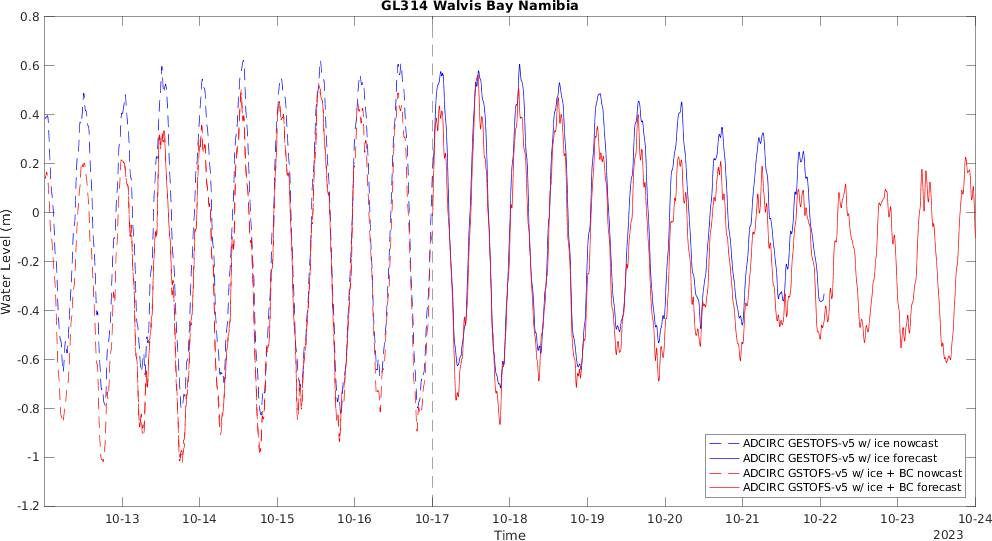 GL314 Walvis Bay Namibia
0.8
0.6
0.4
0.2
0
-0.2
-0.4
-0.6
-0.8
-1
-1.2
Water Level (m)
ADCIRC GESTOFS-v5 w/ ice nowcast
ADCIRC GESTOFS-v5 w/ ice forecast
ADCIRC GSTOFS-v5 w/ ice + BC nowcast
ADCIRC GSTOFS-v5 w/ ice + BC forecast
10-13 10-14 10-15 10-16 10-17 10-18 10-19 10-20 10-21 10-22 10-23 10-24
Time 2023